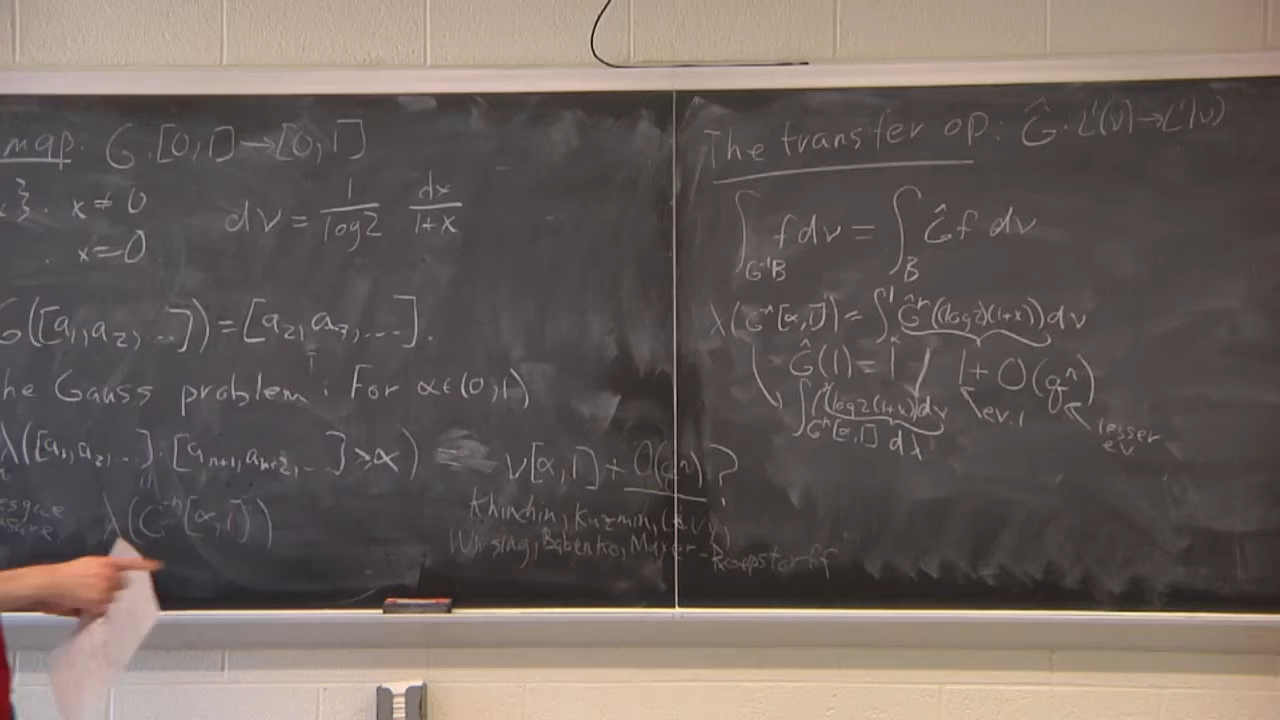 map: G: [0,1]→[0,1]
x ≠ 0
x=0
dν = 1/log2 dx/1+x
G([a₁,a₂,...])=[a₂,a₃,...].
The Gauss problem: For α∈(0,1)
λ([a₁,a₂,...]: [aₙ₊₁,aₙ₊₂,...]>α) ν[α,1]+O(qⁿ)?
λ(G⁻ⁿ[α,1])
Khinchin, Kuzmin, Lévy
Wirsing, Babenko, Mayer-Roepstorff
The transfer op: Ĝ: L¹(ν)→L¹(ν)
∫_{G⁻¹B} f dν = ∫_B Ĝf dν
λ(G⁻ⁿ[α,1]) = ∫ Ĝⁿ((log2)(1+x)) dν
Ĝ(1)=1 1+O(qⁿ)
ev. 1 lesser ev
∫_{G⁻ⁿ[α,1]} (log2(1+x)) dν
dλ